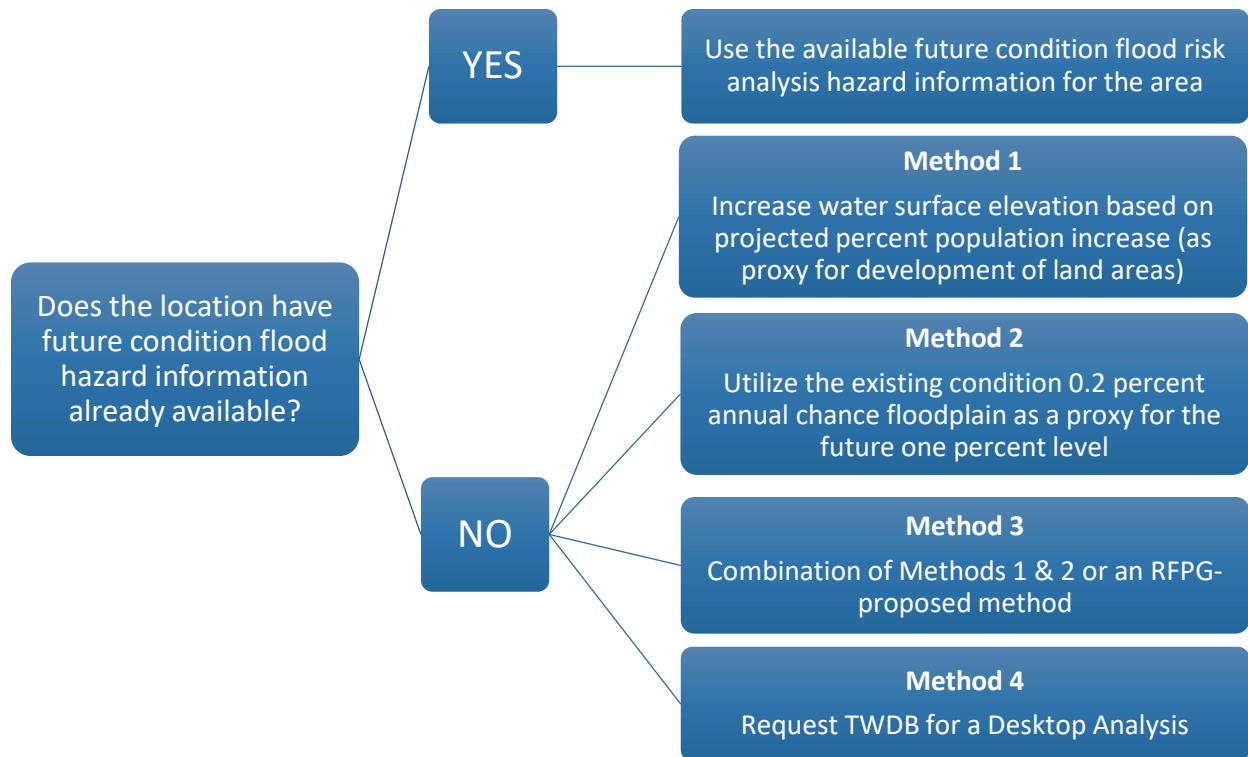 Does the location have
future condition flood
hazard information
already available?
YES
Use the available future condition flood risk
analysis hazard information for the area
NO
Method 1
Increase water surface elevation based on
projected percent population increase (as
proxy for development of land areas)
Method 2
Utilize the existing condition 0.2 percent
annual chance floodplain as a proxy for the
future one percent level
Method 3
Combination of Methods 1 & 2 or an RFPG-
proposed method
Method 4
Request TWDB for a Desktop Analysis